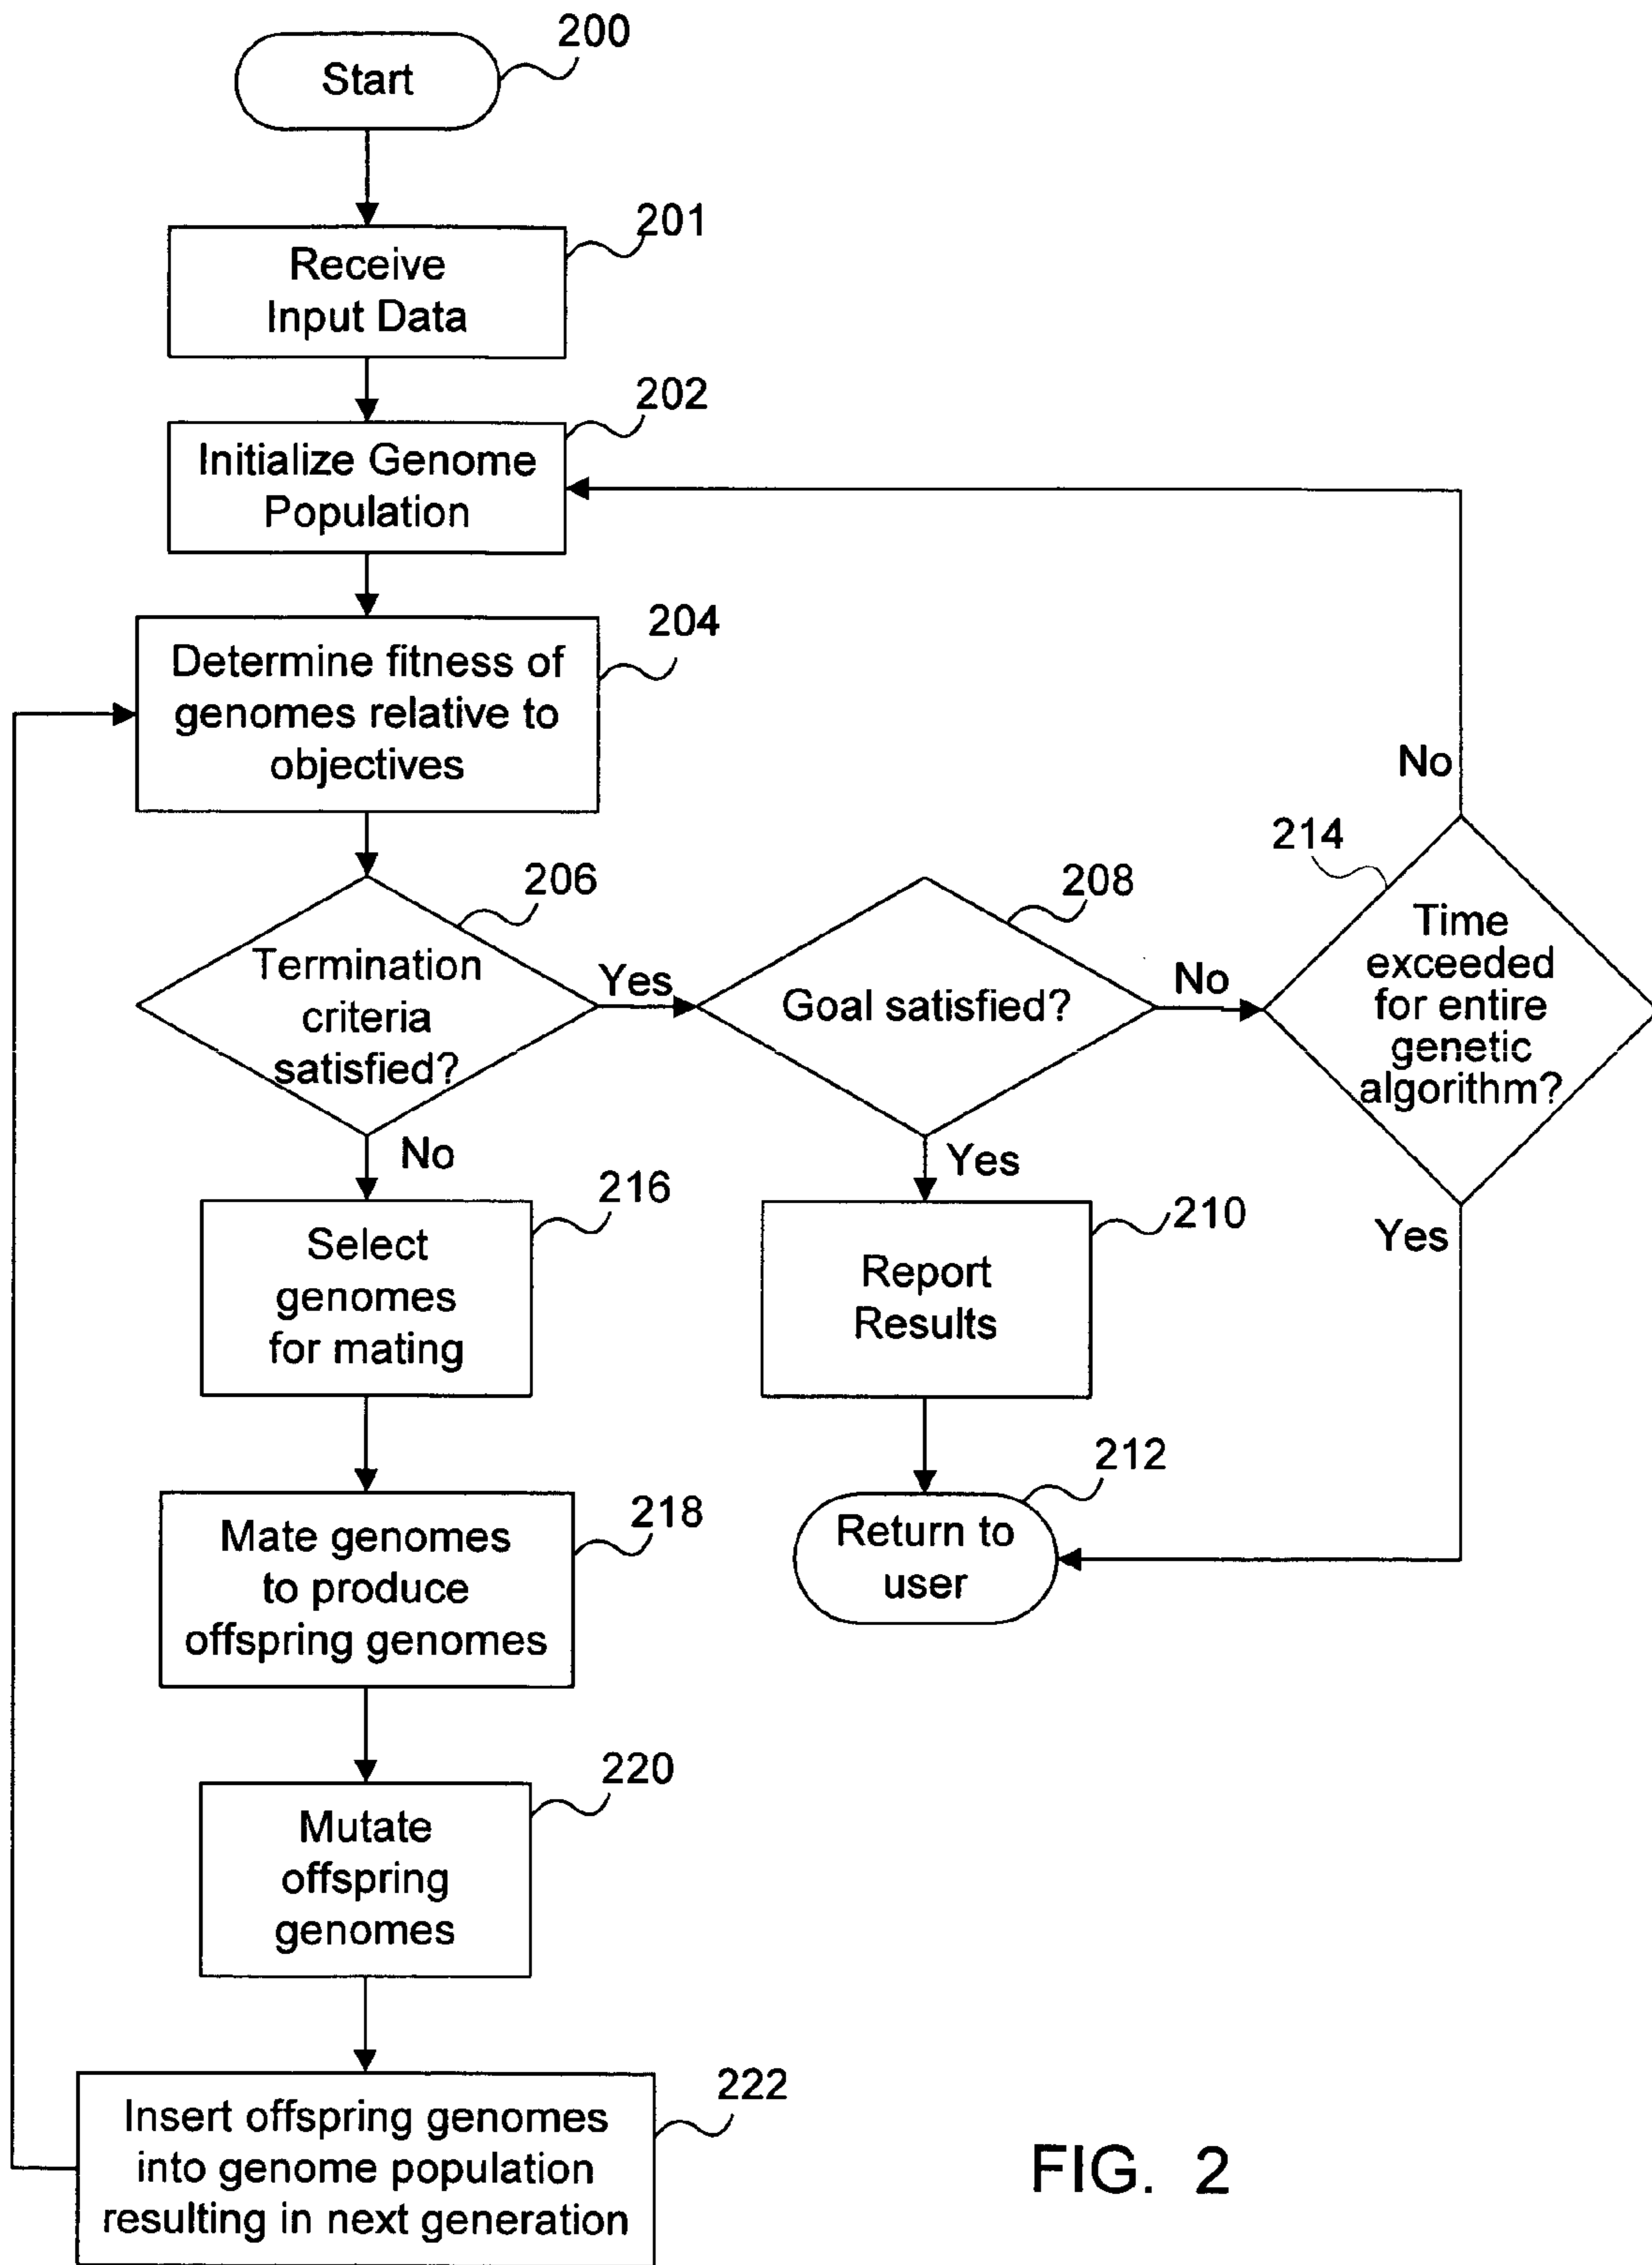 200
Start
201
Receive
Input Data
202
Initialize Genome
Population
204
Determine fitness of
genomes relative to
objectives
206
Termination
criteria
satisfied?
Yes
No
208
Goal satisfied?
No
Yes
214
Time
exceeded
for entire
genetic
algorithm?
No
Yes
216
Select
genomes
for mating
210
Report
Results
212
Return to
user
218
Mate genomes
to produce
offspring genomes
220
Mutate
offspring
genomes
222
Insert offspring genomes
into genome population
resulting in next generation
FIG. 2